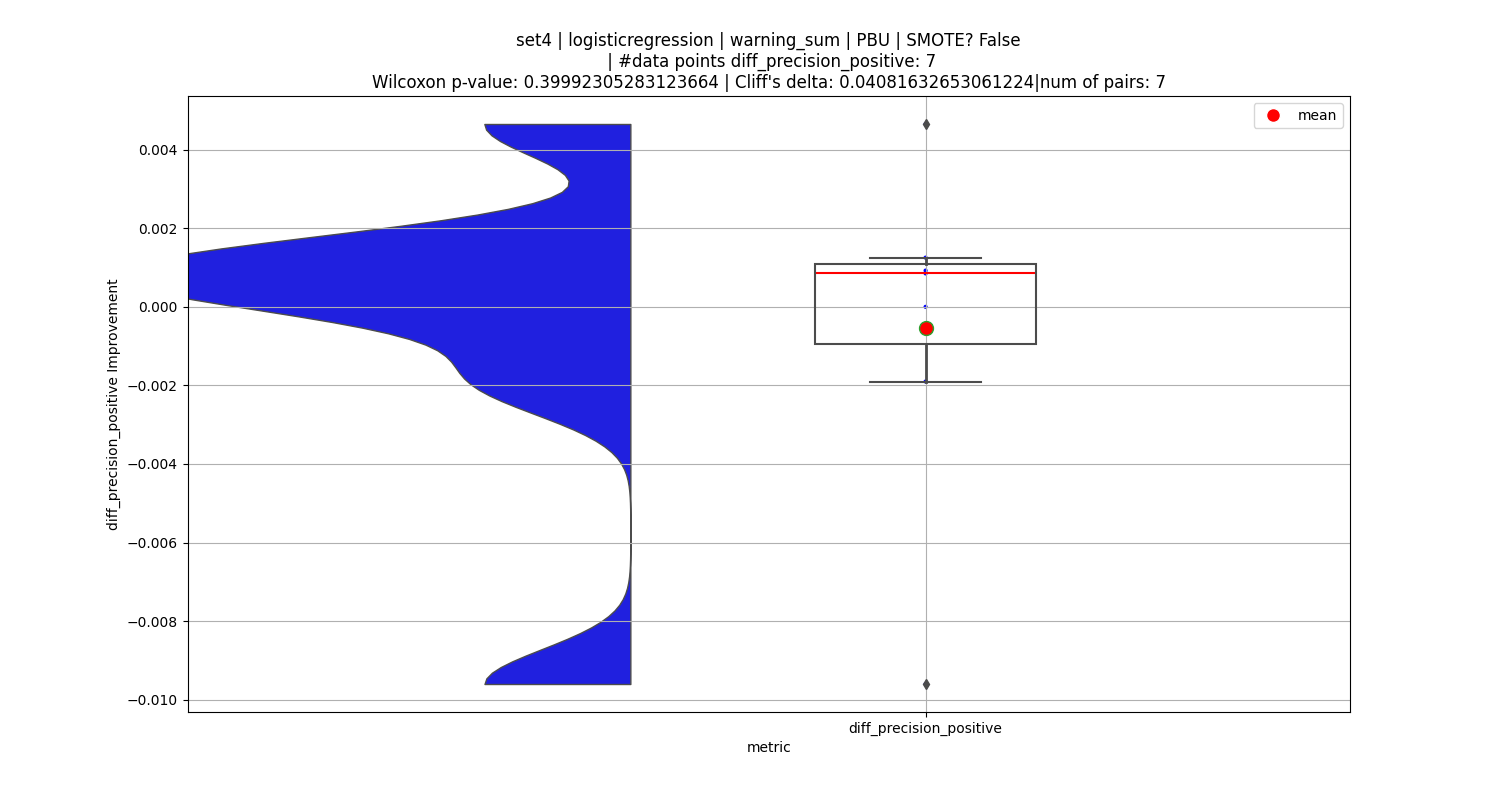 set4 | logisticregression | warning_sum | PBU | SMOTE? False
| #data points diff_precision_positive: 7
Wilcoxon p-value: 0.39992305283123664 | Cliff's delta: 0.04081632653061224|num of pairs: 7
mean
0.004
0.002
0.000
−0.002
−0.004
−0.006
−0.008
−0.010
diff_precision_positive Improvement
diff_precision_positive
metric